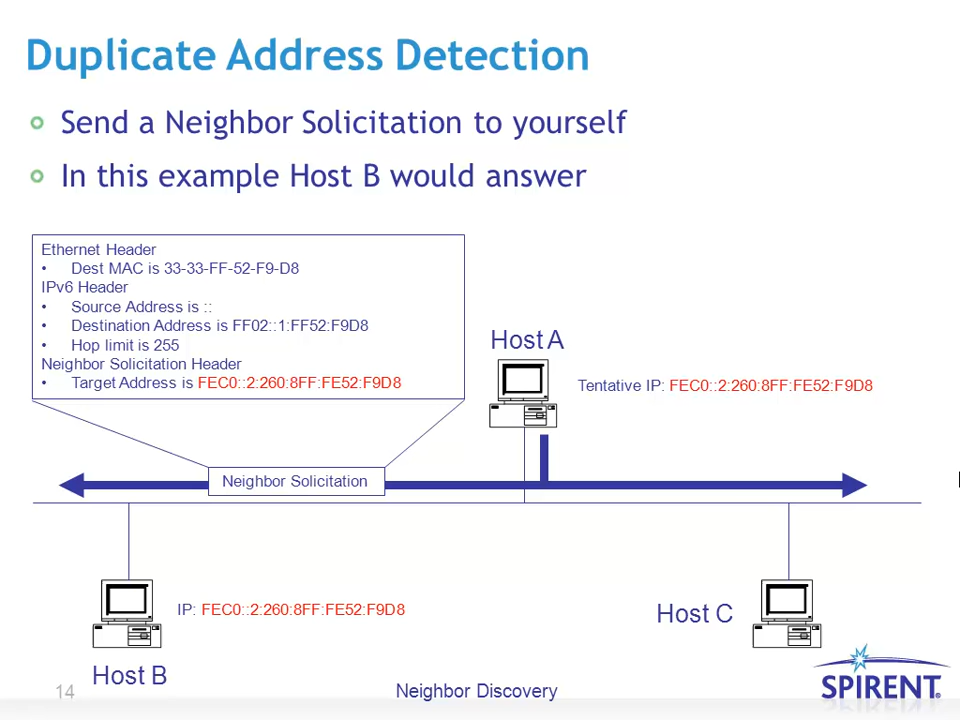 Duplicate Address Detection
Send a Neighbor Solicitation to yourself
In this example Host B would answer
Ethernet Header
• Dest MAC is 33-33-FF-52-F9-D8
IPv6 Header
• Source Address is ::
• Destination Address is FF02::1:FF52:F9D8
• Hop limit is 255
Neighbor Solicitation Header
• Target Address is FEC0::2:260:8FF:FE52:F9D8
Host A
Tentative IP: FEC0::2:260:8FF:FE52:F9D8
Neighbor Solicitation
IP: FEC0::2:260:8FF:FE52:F9D8
Host C
Host B
14
Neighbor Discovery
SPIRENT®